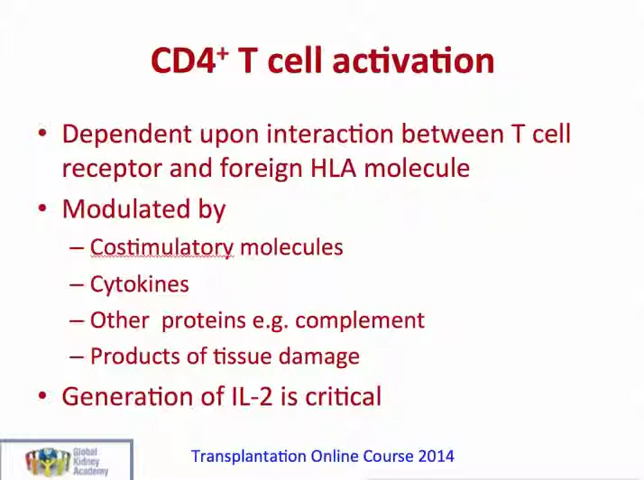 CD4+ T cell activation
• Dependent upon interaction between T cell
receptor and foreign HLA molecule
• Modulated by
– Costimulatory molecules
– Cytokines
– Other  proteins e.g. complement
– Products of tissue damage
• Generation of IL-2 is critical
Global
Kidney
Academy
Transplantation Online Course 2014